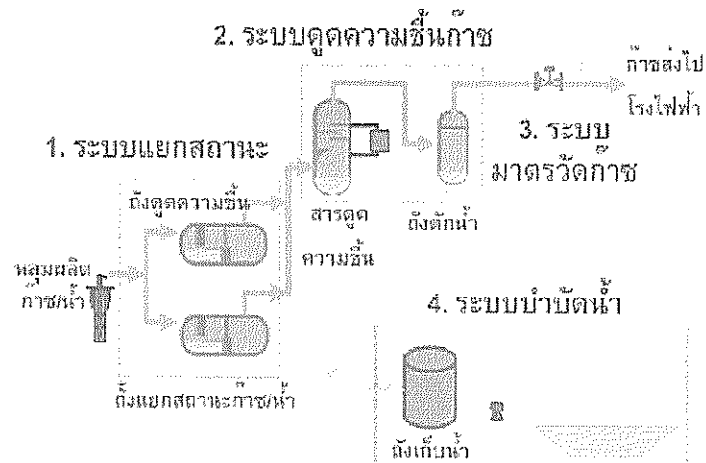 2. ระบบดูดความชื้นก๊าซ
ก๊าซส่งไป
โรงไฟฟ้า
3. ระบบ
มาตรวัดก๊าซ
1. ระบบแยกสถานะ
ถังดูดความชื้น
สารดูด
ความชื้น
ถังดักน้ำ
หลุมผลิต
ก๊าซ/น้ำ
4. ระบบบำบัดน้ำ
ถังแยกสถานะก๊าซ/น้ำ
ถังเก็บน้ำ